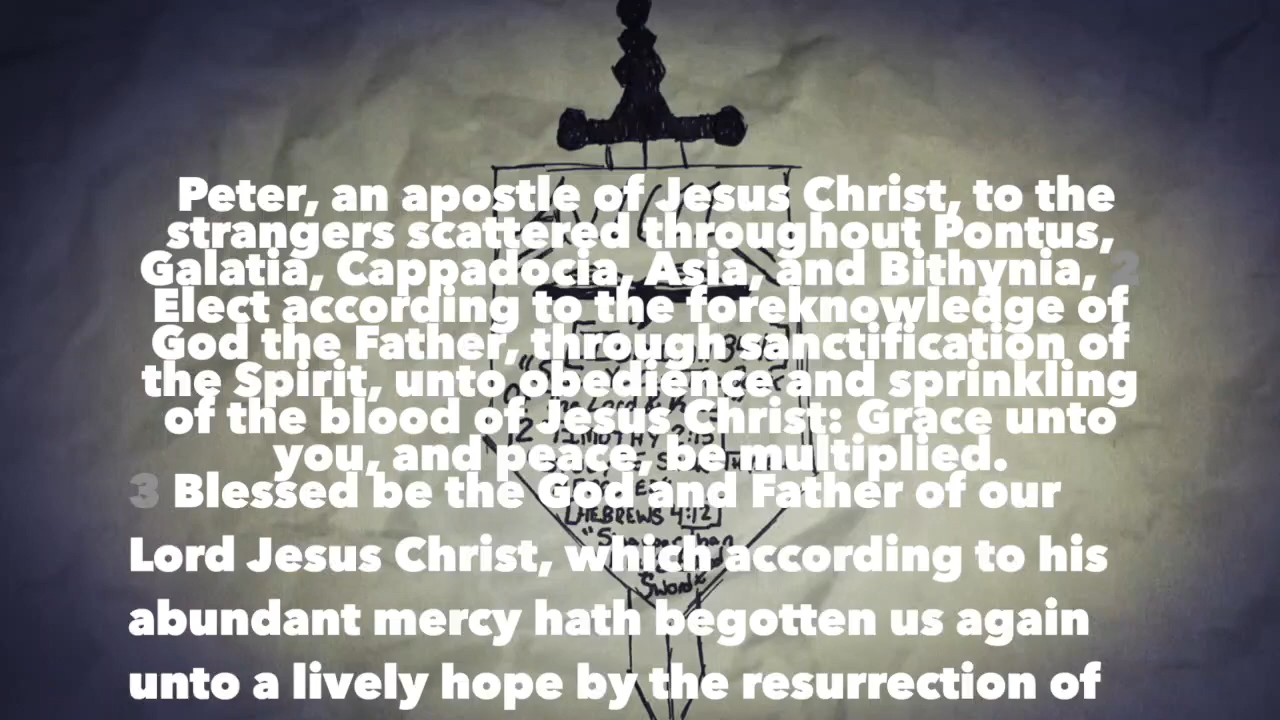 Peter, an apostle of Jesus Christ, to the
strangers scattered throughout Pontus,
Galatia, Cappadocia, Asia, and Bithynia, 2
Elect according to the foreknowledge of
God the Father, through sanctification of
the Spirit, unto obedience and sprinkling
of the blood of Jesus Christ: Grace unto
you, and peace, be multiplied.
3 Blessed be the God and Father of our
HEBREWS 4:12
Lord Jesus Christ, which according to his
Sword
abundant mercy hath begotten us again
unto a lively hope by the resurrection of